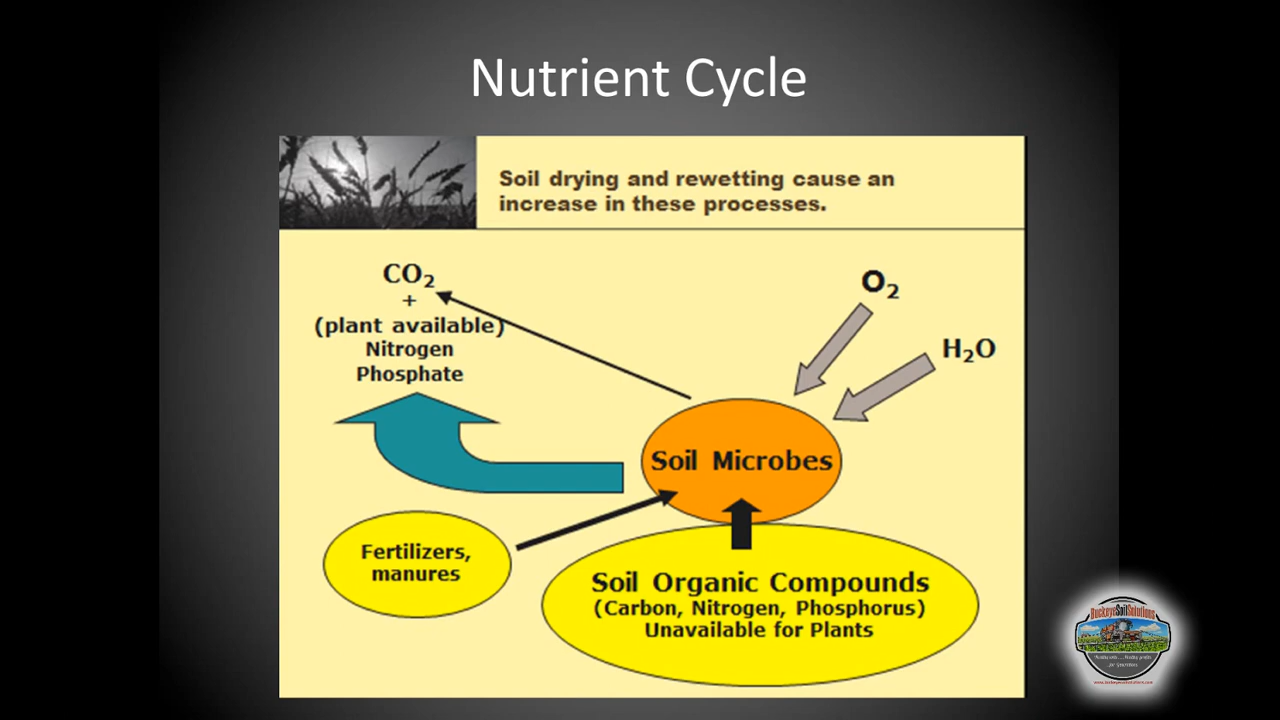 Nutrient Cycle
Soil drying and rewetting cause an
increase in these processes.
CO₂
+
(plant available)
Nitrogen
Phosphate
O₂
H₂O
Soil Microbes
Fertilizers,
manures
Soil Organic Compounds
(Carbon, Nitrogen, Phosphorus)
Unavailable for Plants
BuckeyeSoilSolutions